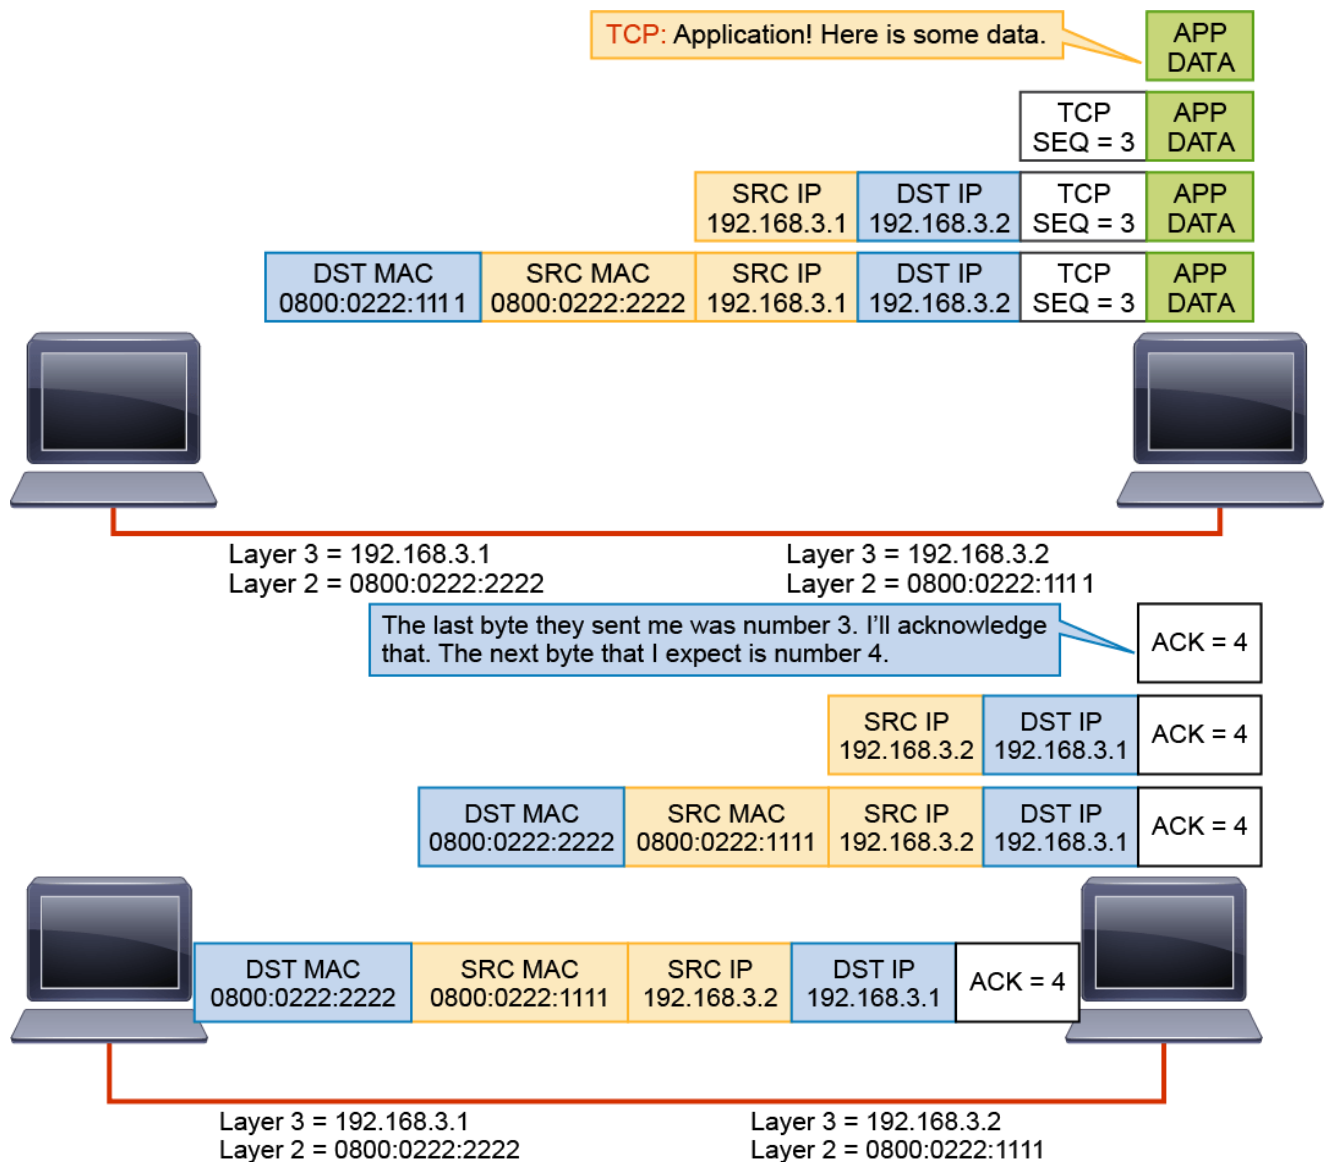 TCP: Application! Here is some data.
APP
DATA
TCP
SEQ = 3
APP
DATA
SRC IP
192.168.3.1
DST IP
192.168.3.2
TCP
SEQ = 3
APP
DATA
DST MAC
0800:0222:1111
SRC MAC
0800:0222:2222
SRC IP
192.168.3.1
DST IP
192.168.3.2
TCP
SEQ = 3
APP
DATA
Layer 3 = 192.168.3.1
Layer 2 = 0800:0222:2222
Layer 3 = 192.168.3.2
Layer 2 = 0800:0222:1111
The last byte they sent me was number 3. I'll acknowledge
that. The next byte that I expect is number 4.
ACK = 4
SRC IP
192.168.3.2
DST IP
192.168.3.1
ACK = 4
DST MAC
0800:0222:2222
SRC MAC
0800:0222:1111
SRC IP
192.168.3.2
DST IP
192.168.3.1
ACK = 4
DST MAC
0800:0222:2222
SRC MAC
0800:0222:1111
SRC IP
192.168.3.2
DST IP
192.168.3.1
ACK = 4
Layer 3 = 192.168.3.1
Layer 2 = 0800:0222:2222
Layer 3 = 192.168.3.2
Layer 2 = 0800:0222:1111